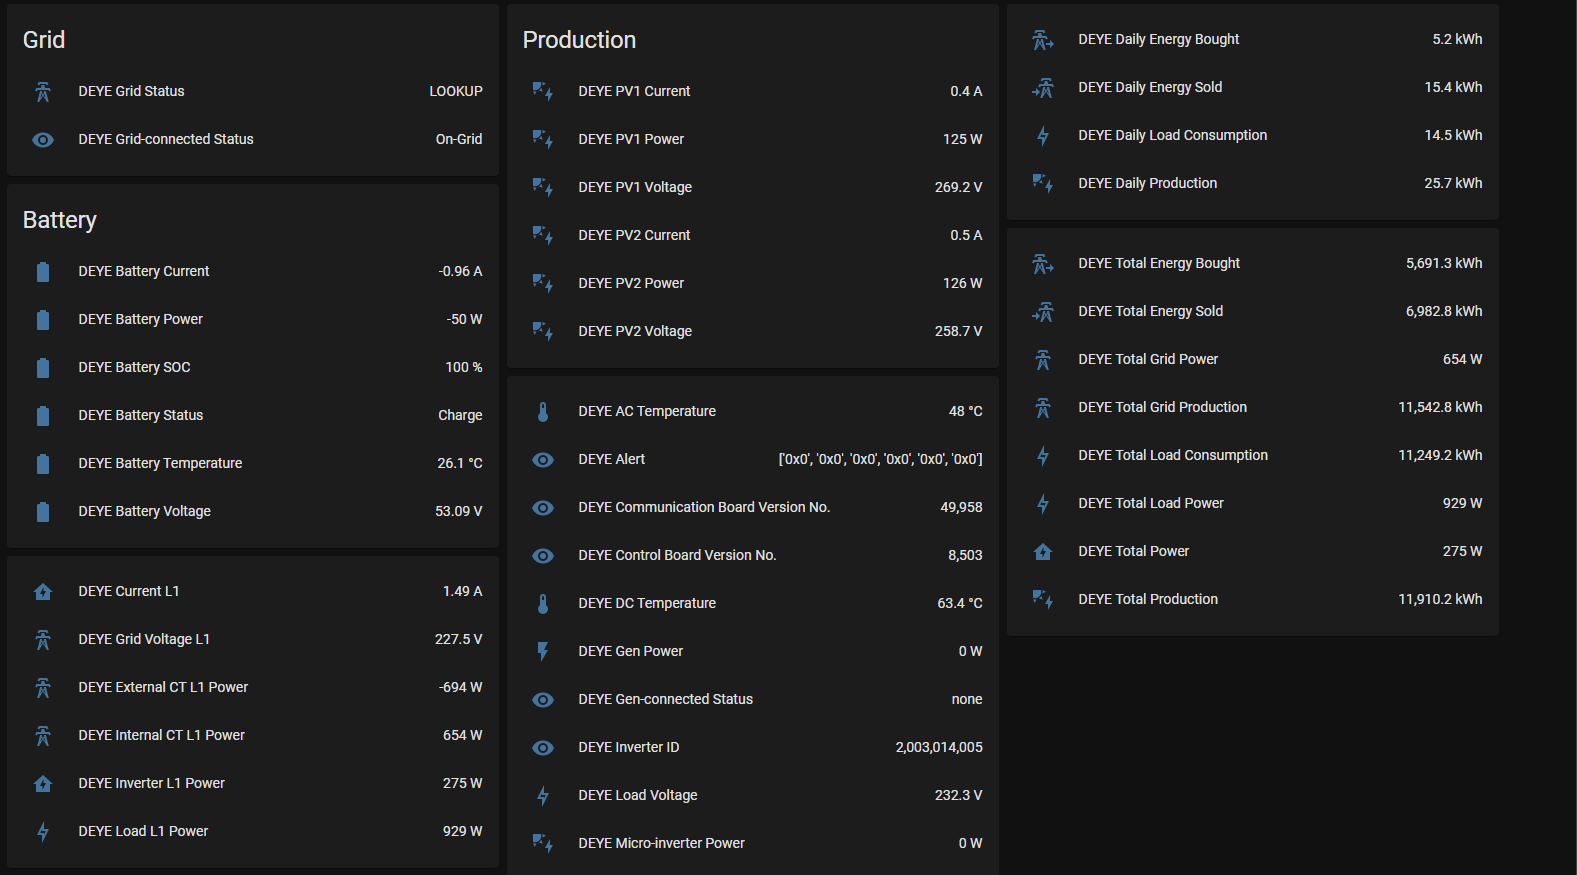 Grid
DEYE Grid Status LOOKUP
DEYE Grid-connected Status On-Grid
Battery
DEYE Battery Current -0.96 A
DEYE Battery Power -50 W
DEYE Battery SOC 100 %
DEYE Battery Status Charge
DEYE Battery Temperature 26.1 °C
DEYE Battery Voltage 53.09 V
DEYE Current L1 1.49 A
DEYE Grid Voltage L1 227.5 V
DEYE External CT L1 Power -694 W
DEYE Internal CT L1 Power 654 W
DEYE Inverter L1 Power 275 W
DEYE Load L1 Power 929 W
Production
DEYE PV1 Current 0.4 A
DEYE PV1 Power 125 W
DEYE PV1 Voltage 269.2 V
DEYE PV2 Current 0.5 A
DEYE PV2 Power 126 W
DEYE PV2 Voltage 258.7 V
DEYE AC Temperature 48 °C
DEYE Alert ['0x0', '0x0', '0x0', '0x0', '0x0', '0x0']
DEYE Communication Board Version No. 49,958
DEYE Control Board Version No. 8,503
DEYE DC Temperature 63.4 °C
DEYE Gen Power 0 W
DEYE Gen-connected Status none
DEYE Inverter ID 2,003,014,005
DEYE Load Voltage 232.3 V
DEYE Micro-inverter Power 0 W
DEYE Daily Energy Bought 5.2 kWh
DEYE Daily Energy Sold 15.4 kWh
DEYE Daily Load Consumption 14.5 kWh
DEYE Daily Production 25.7 kWh
DEYE Total Energy Bought 5,691.3 kWh
DEYE Total Energy Sold 6,982.8 kWh
DEYE Total Grid Power 654 W
DEYE Total Grid Production 11,542.8 kWh
DEYE Total Load Consumption 11,249.2 kWh
DEYE Total Load Power 929 W
DEYE Total Power 275 W
DEYE Total Production 11,910.2 kWh